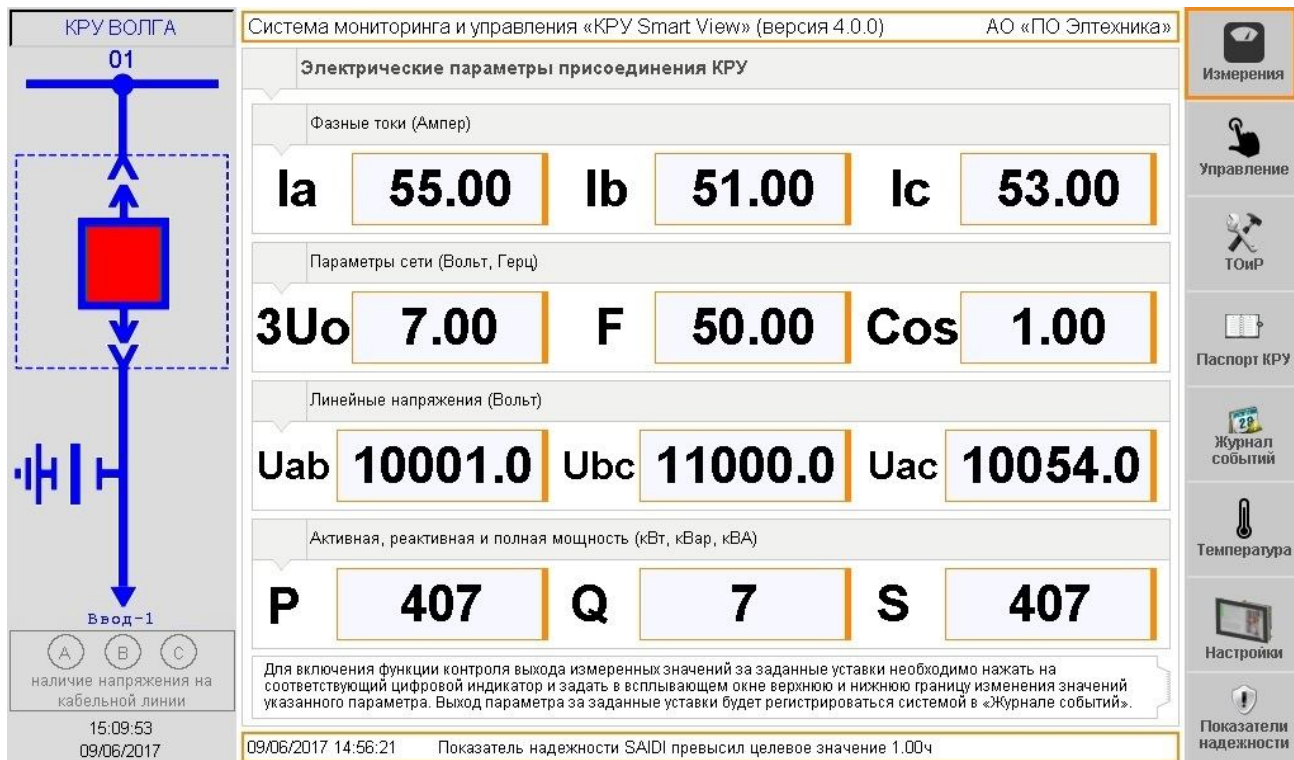 КРУ ВОЛГА
01
Ввод-1
A B C
наличие напряжения на
кабельной линии
15:09:53
09/06/2017
Система мониторинга и управления «КРУ Smart View» (версия 4.0.0) АО «ПО Элтехника»
Электрические параметры присоединения КРУ
Фазные токи (Ампер)
Ia 55.00 Ib 51.00 Ic 53.00
Параметры сети (Вольт, Герц)
3Uo 7.00 F 50.00 Cos 1.00
Линейные напряжения (Вольт)
Uab 10001.0 Ubc 11000.0 Uac 10054.0
Активная, реактивная и полная мощность (кВт, кВар, кВА)
P 407 Q 7 S 407
Для включения функции контроля выхода измеренных значений за заданные уставки необходимо нажать на
соответствующий цифровой индикатор и задать в всплывающем окне верхнюю и нижнюю границу изменения значений
указанного параметра. Выход параметра за заданные уставки будет регистрироваться системой в «Журнале событий».
09/06/2017 14:56:21 Показатель надежности SAIDI превысил целевое значение 1.00ч
Измерения
Управление
ТОиР
Паспорт КРУ
28
Журнал
событий
Температура
Настройки
Показатели
надежности